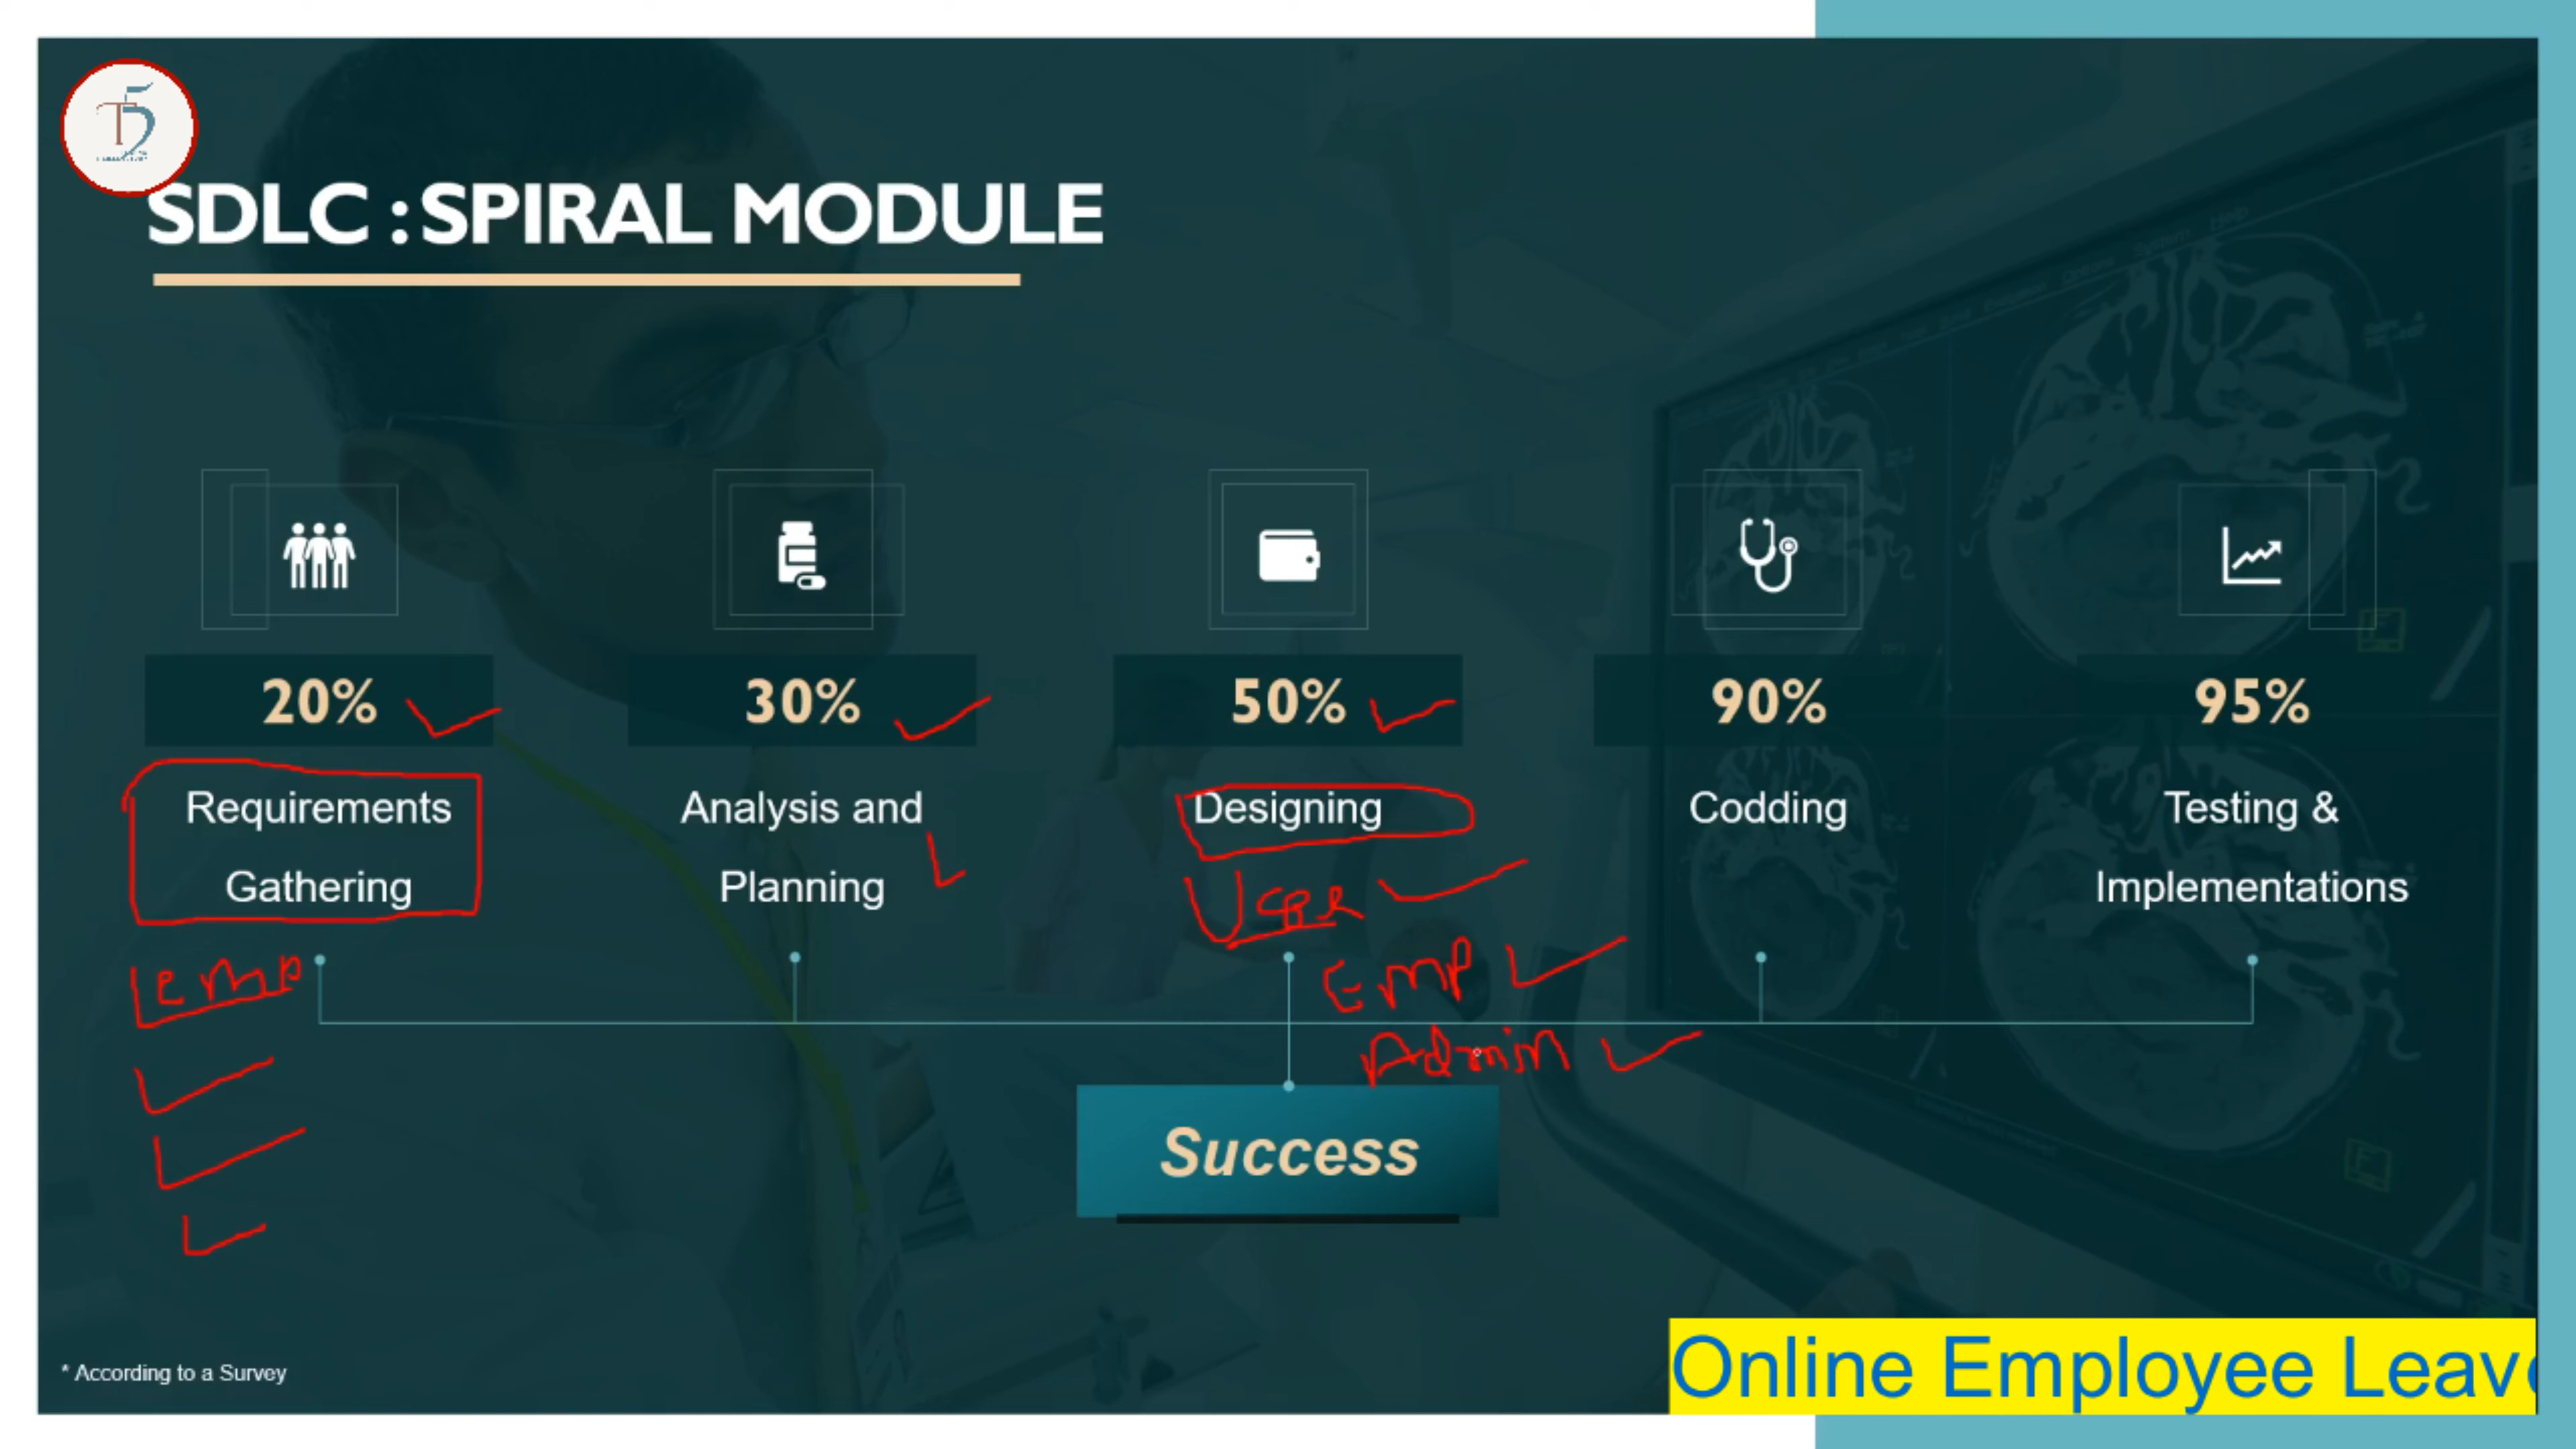 SDLC : SPIRAL MODULE
20%
30%
50%
90%
95%
Requirements
Gathering
Analysis and
Planning
Designing
Codding
Testing &
Implementations
User
emp
Emp
Admin
Success
* According to a Survey
Online Employee Leav